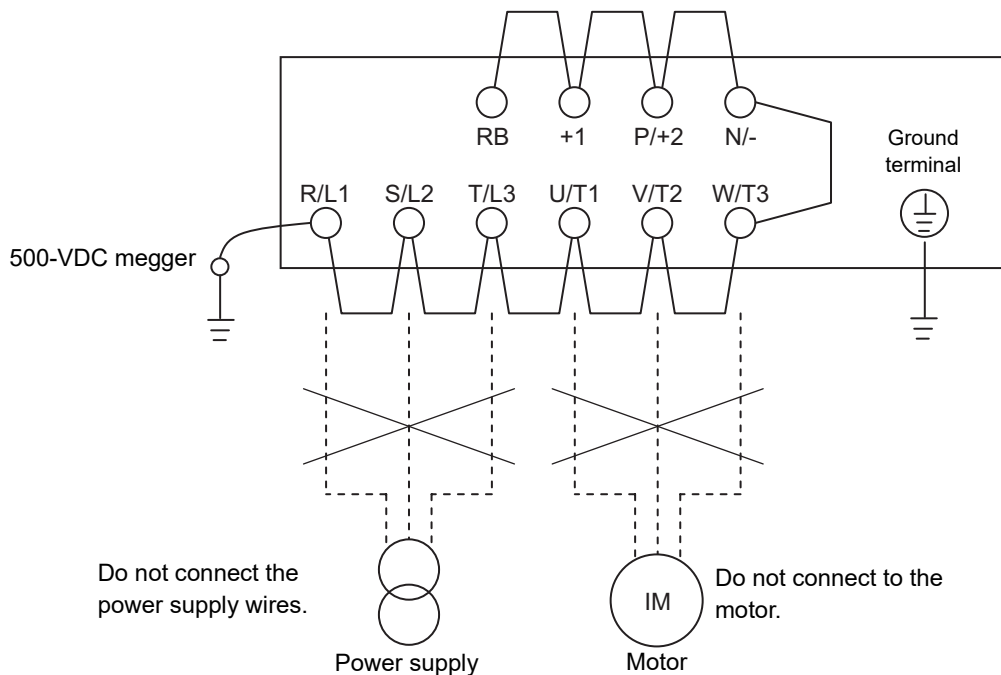 RB +1 P/+2 N/-
Ground
terminal
R/L1 S/L2 T/L3 U/T1 V/T2 W/T3
500-VDC megger
Do not connect the
power supply wires.
Power supply
IM
Motor
Do not connect to the
motor.